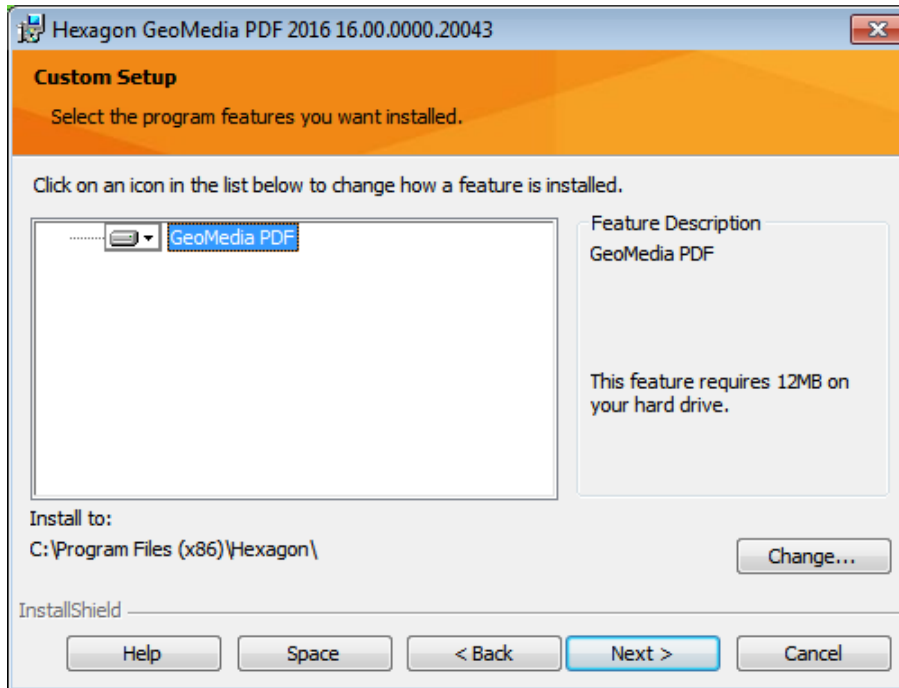 Hexagon GeoMedia PDF 2016 16.00.0000.20043
Custom Setup
Select the program features you want installed.
Click on an icon in the list below to change how a feature is installed.
GeoMedia PDF
Feature Description
GeoMedia PDF
This feature requires 12MB on
your hard drive.
Install to:
C:\Program Files (x86)\Hexagon\
Change...
InstallShield
Help
Space
< Back
Next >
Cancel